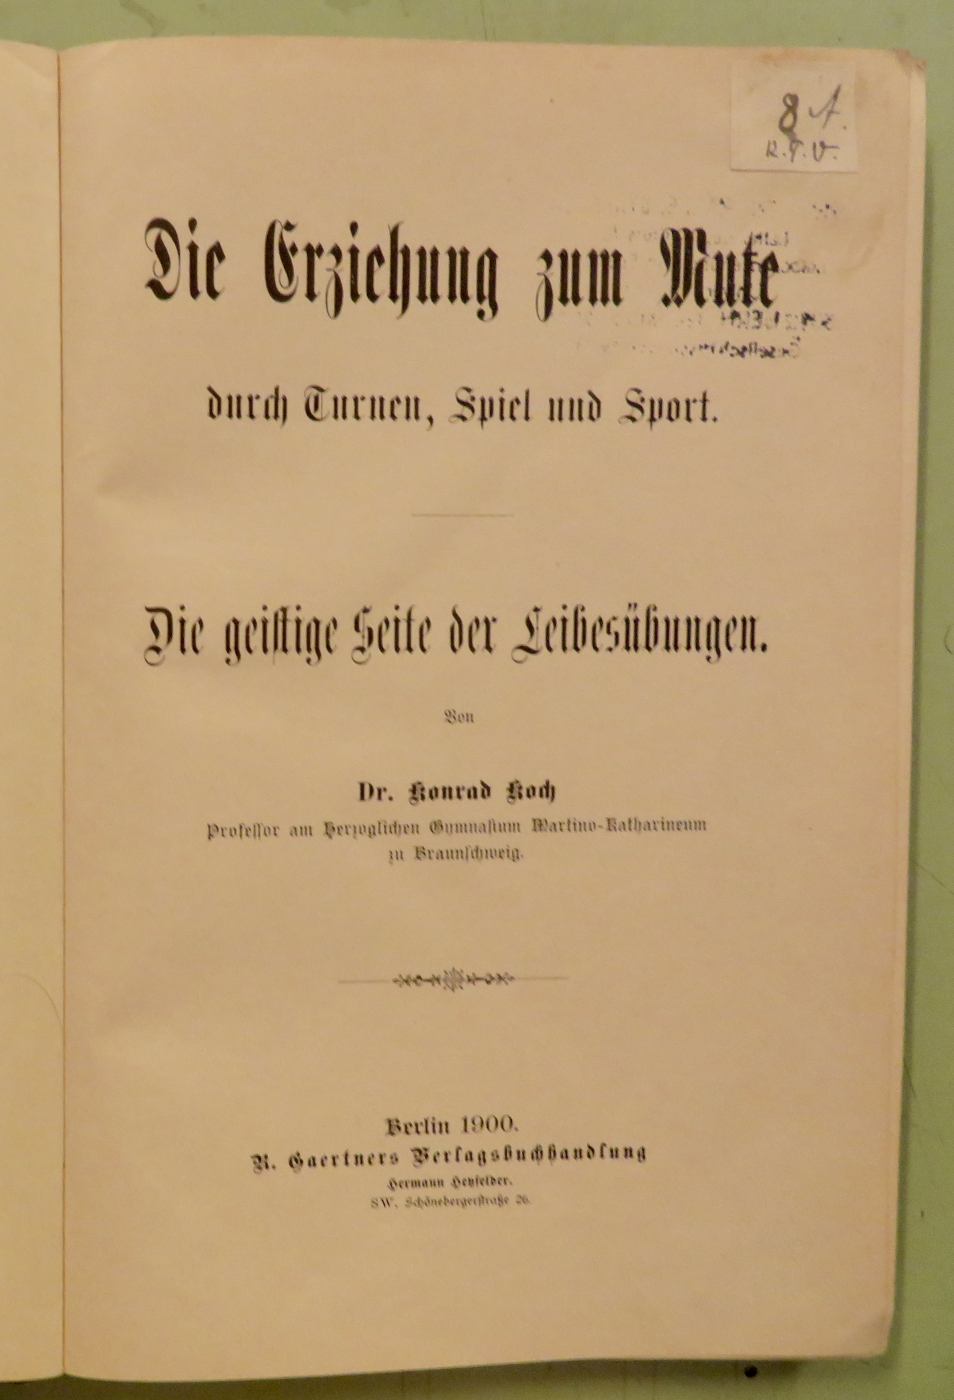 8 A.
R.T.V.
Die Erziehung zum Mute
durch Turnen, Spiel und Sport.
Die geistige Seite der Leibesübungen.
Von
Dr. Konrad Koch
Professor am Herzoglichen Gymnasium Martino-Katharineum
zu Braunschweig.
Berlin 1900.
R. Gaertners Verlagsbuchhandlung
Hermann Heyfelder.
SW. Schönebergerstraße 26.